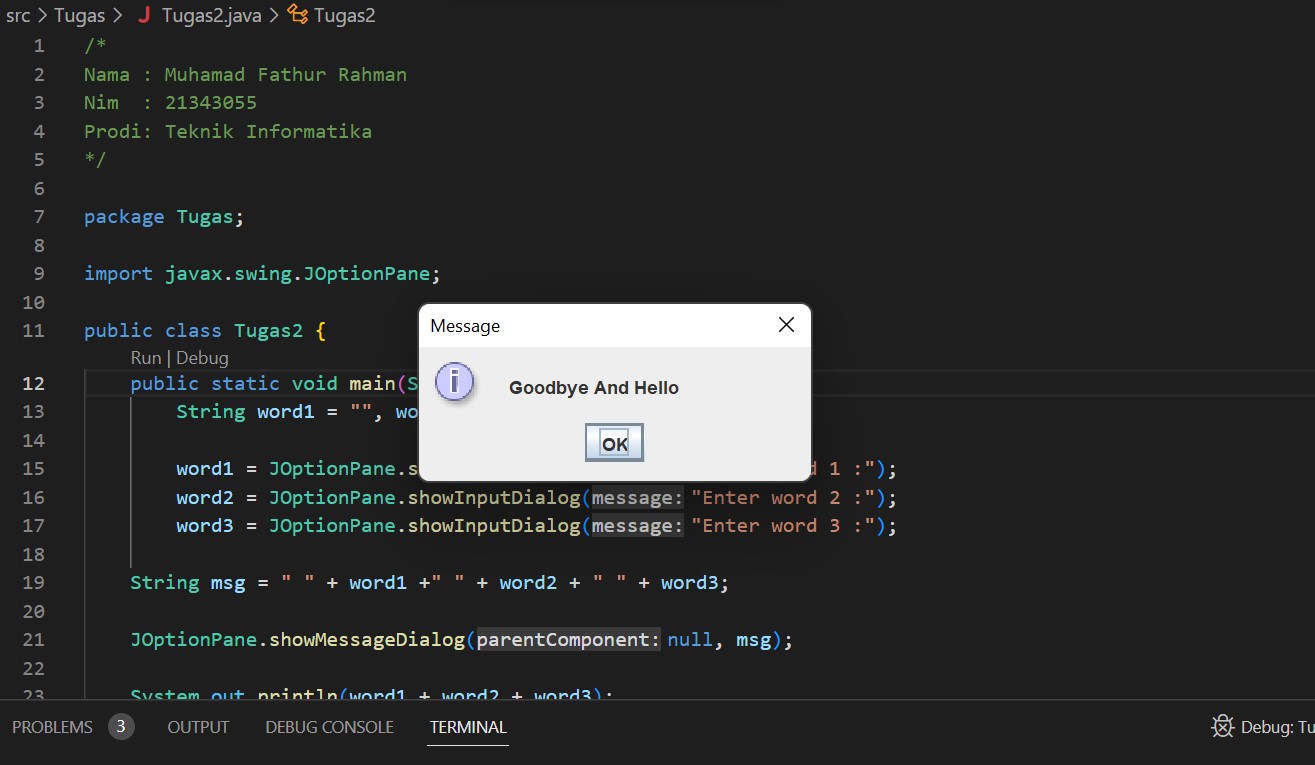 src > Tugas > J Tugas2.java > Tugas2
1 /*
2 Nama : Muhamad Fathur Rahman
3 Nim  : 21343055
4 Prodi: Teknik Informatika
5 */
6
7 package Tugas;
8
9 import javax.swing.JOptionPane;
10
11 public class Tugas2 {
Run | Debug
12 public static void main(S
13 String word1 = "", wo
14
15 word1 = JOptionPane.s 1 :");
16 word2 = JOptionPane.showInputDialog(message: "Enter word 2 :");
17 word3 = JOptionPane.showInputDialog(message: "Enter word 3 :");
18
19 String msg = " " + word1 +" " + word2 + " " + word3;
20
21 JOptionPane.showMessageDialog(parentComponent: null, msg);
22
23 System.out.println(word1 + word2 + word3);
Message
Goodbye And Hello
OK
PROBLEMS 3 OUTPUT DEBUG CONSOLE TERMINAL
Debug: Tu